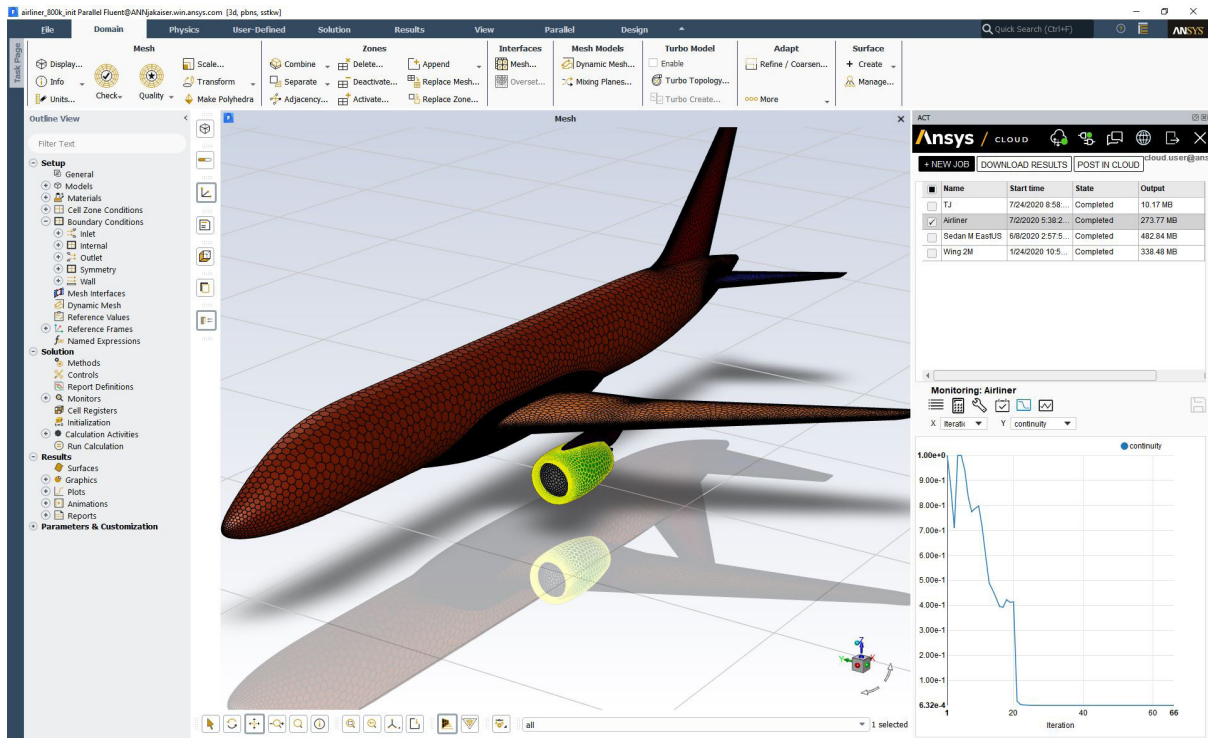 airliner_800k_init Parallel Fluent@ANNjakaiser.win.ansys.com [3d, pbns, sstkw]
File Domain Physics User-Defined Solution Results View Parallel Design
Quick Search (Ctrl+F)
ANSYS
Task Page
Mesh
Display...
Info
Units...
Check
Quality
Scale...
Transform
Make Polyhedra
Zones
Combine
Separate
Adjacency...
Delete...
Deactivate...
Activate...
Append
Replace Mesh...
Replace Zone...
Interfaces
Mesh...
Overset...
Mesh Models
Dynamic Mesh...
Mixing Planes...
Turbo Model
Enable
Turbo Topology...
Turbo Create...
Adapt
Refine / Coarsen...
More
Surface
+ Create
Manage...
Outline View
Filter Text
Setup
General
Models
Materials
Cell Zone Conditions
Boundary Conditions
Inlet
Internal
Outlet
Symmetry
Wall
Mesh Interfaces
Dynamic Mesh
Reference Values
Reference Frames
Named Expressions
Solution
Methods
Controls
Report Definitions
Monitors
Cell Registers
Initialization
Calculation Activities
Run Calculation
Results
Surfaces
Graphics
Plots
Animations
Reports
Parameters & Customization
Mesh
Z
Y
X
all
1 selected
ACT
Ansys / CLOUD
cloud.user@ans
+ NEW JOB DOWNLOAD RESULTS POST IN CLOUD
Name Start time State Output
TJ 7/24/2020 8:58:... Completed 10.17 MB
Airliner 7/2/2020 5:38:2... Completed 273.77 MB
Sedan M EastUS 6/8/2020 2:57:5... Completed 482.84 MB
Wing 2M 1/24/2020 10:5... Completed 338.48 MB
Monitoring: Airliner
X Iteratio Y continuity
continuity
1.00e+0
9.00e-1
8.00e-1
7.00e-1
6.00e-1
5.00e-1
4.00e-1
3.00e-1
2.00e-1
1.00e-1
6.32e-4
1 20 40 60 66
Iteration